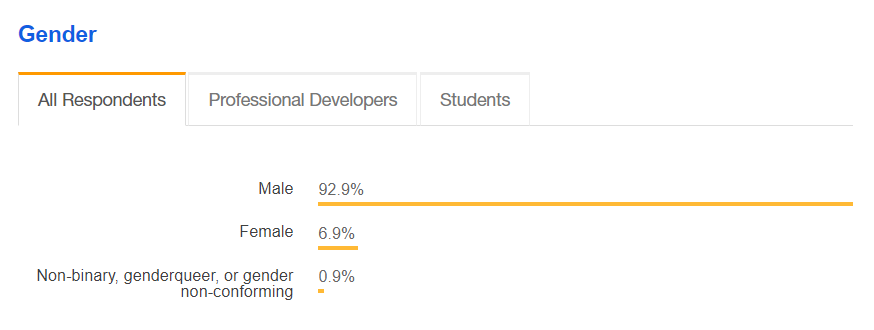 Gender
All Respondents
Professional Developers
Students
Male
92.9%
Female
6.9%
Non-binary, genderqueer, or gender
non-conforming
0.9%